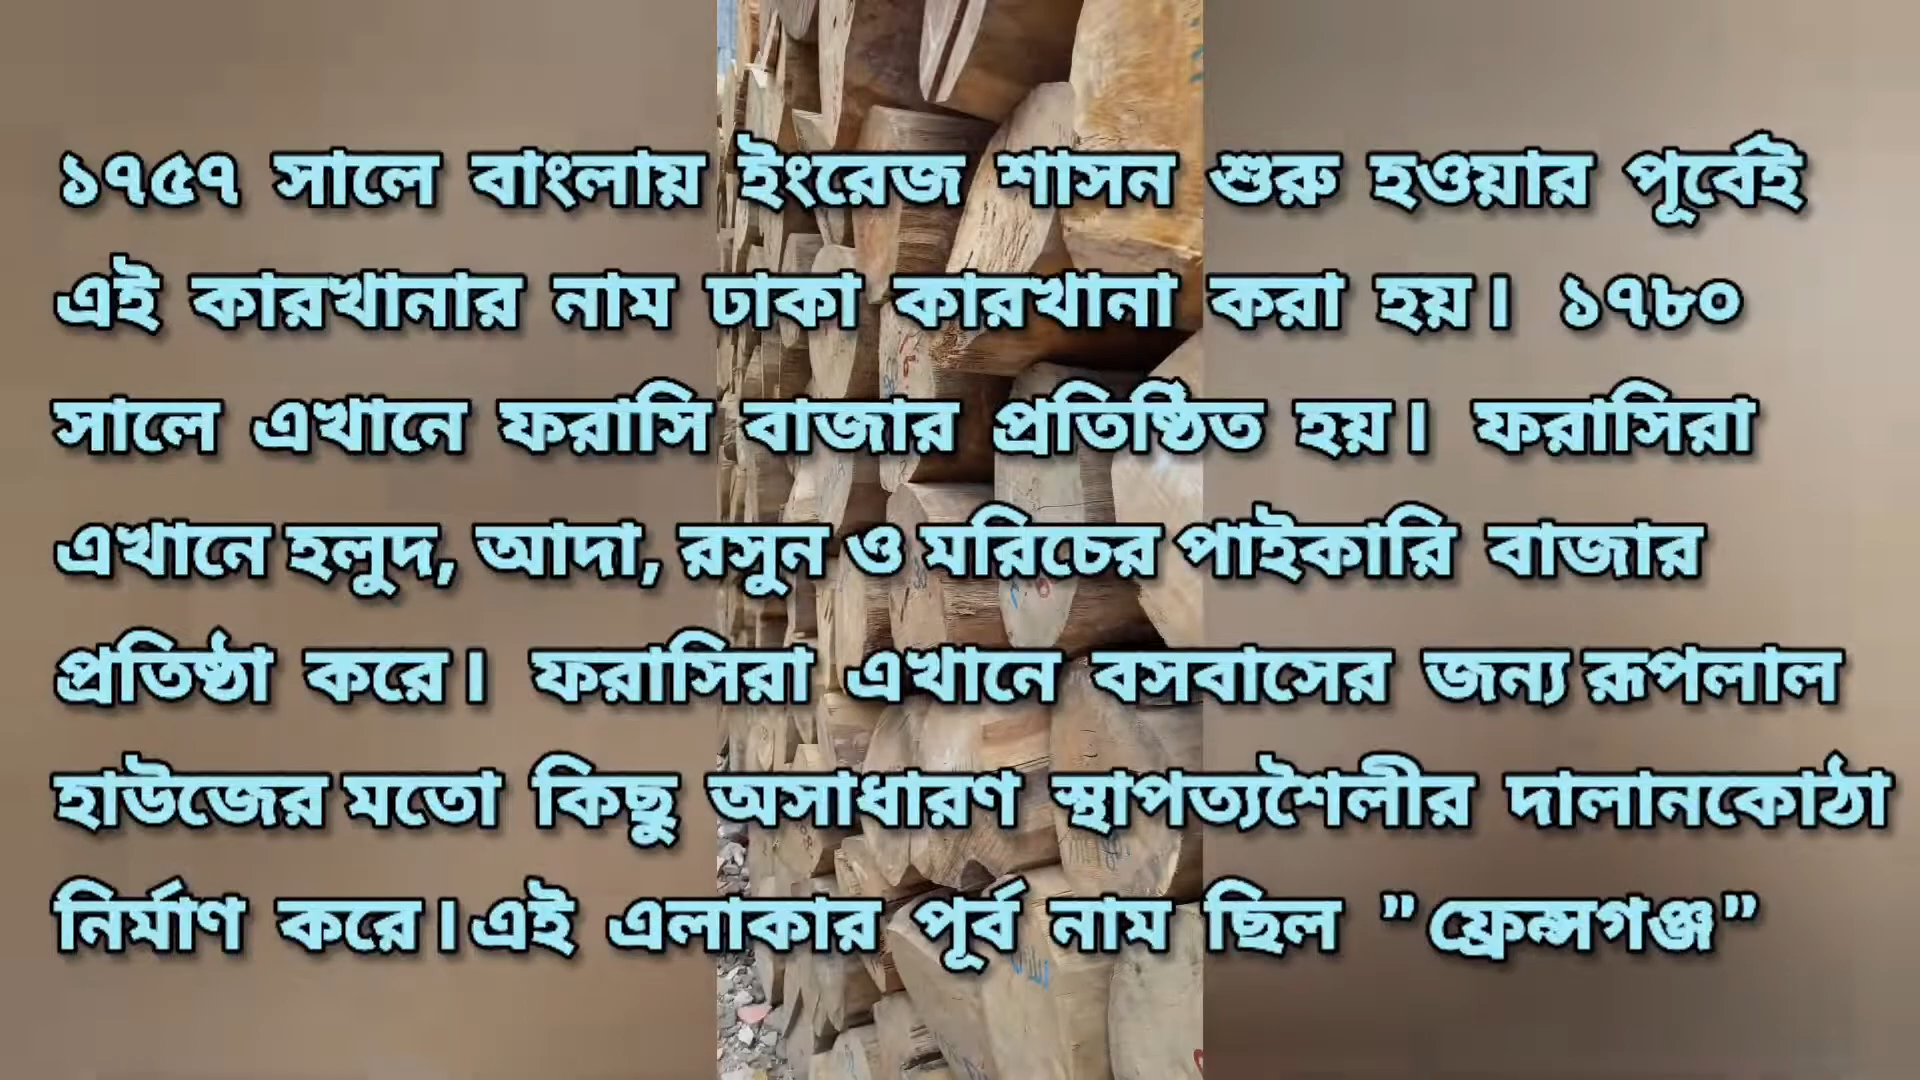 ১৭৫৭ সালে বাংলায় ইংরেজ শাসন শুরু হওয়ার পূর্বেই
এই কারখানার নাম ঢাকা কারখানা করা হয়। ১৭৮০
সালে এখানে ফরাসি বাজার প্রতিষ্ঠিত হয়। ফরাসিরা
এখানে হলুদ, আদা, রসুন ও মরিচের পাইকারি বাজার
প্রতিষ্ঠা করে। ফরাসিরা এখানে বসবাসের জন্য রূপলাল
হাউজের মতো কিছু অসাধারণ স্থাপত্যশৈলীর দালানকোঠা
নির্মাণ করে।এই এলাকার পূর্ব নাম ছিল "ফ্রেন্সগঞ্জ"